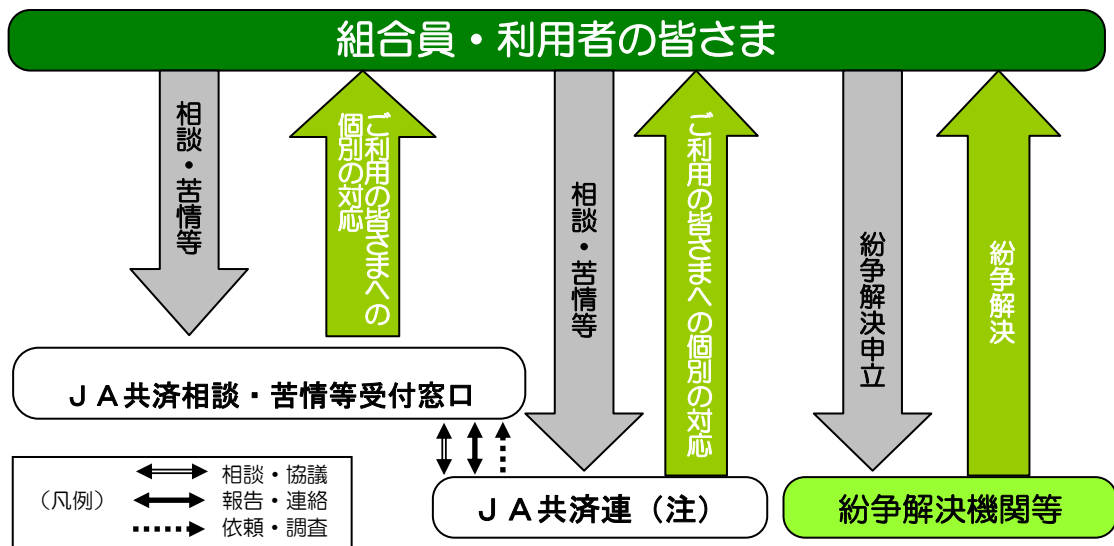 組合員・利用者の皆さま
相談・苦情等
ご利用の皆さまへの
個別の対応
相談・苦情等
ご利用の皆さまへの個別の対応
紛争解決申立
紛争解決
ＪＡ共済相談・苦情等受付窓口
（凡例）
相談・協議
報告・連絡
依頼・調査
ＪＡ共済連（注）
紛争解決機関等